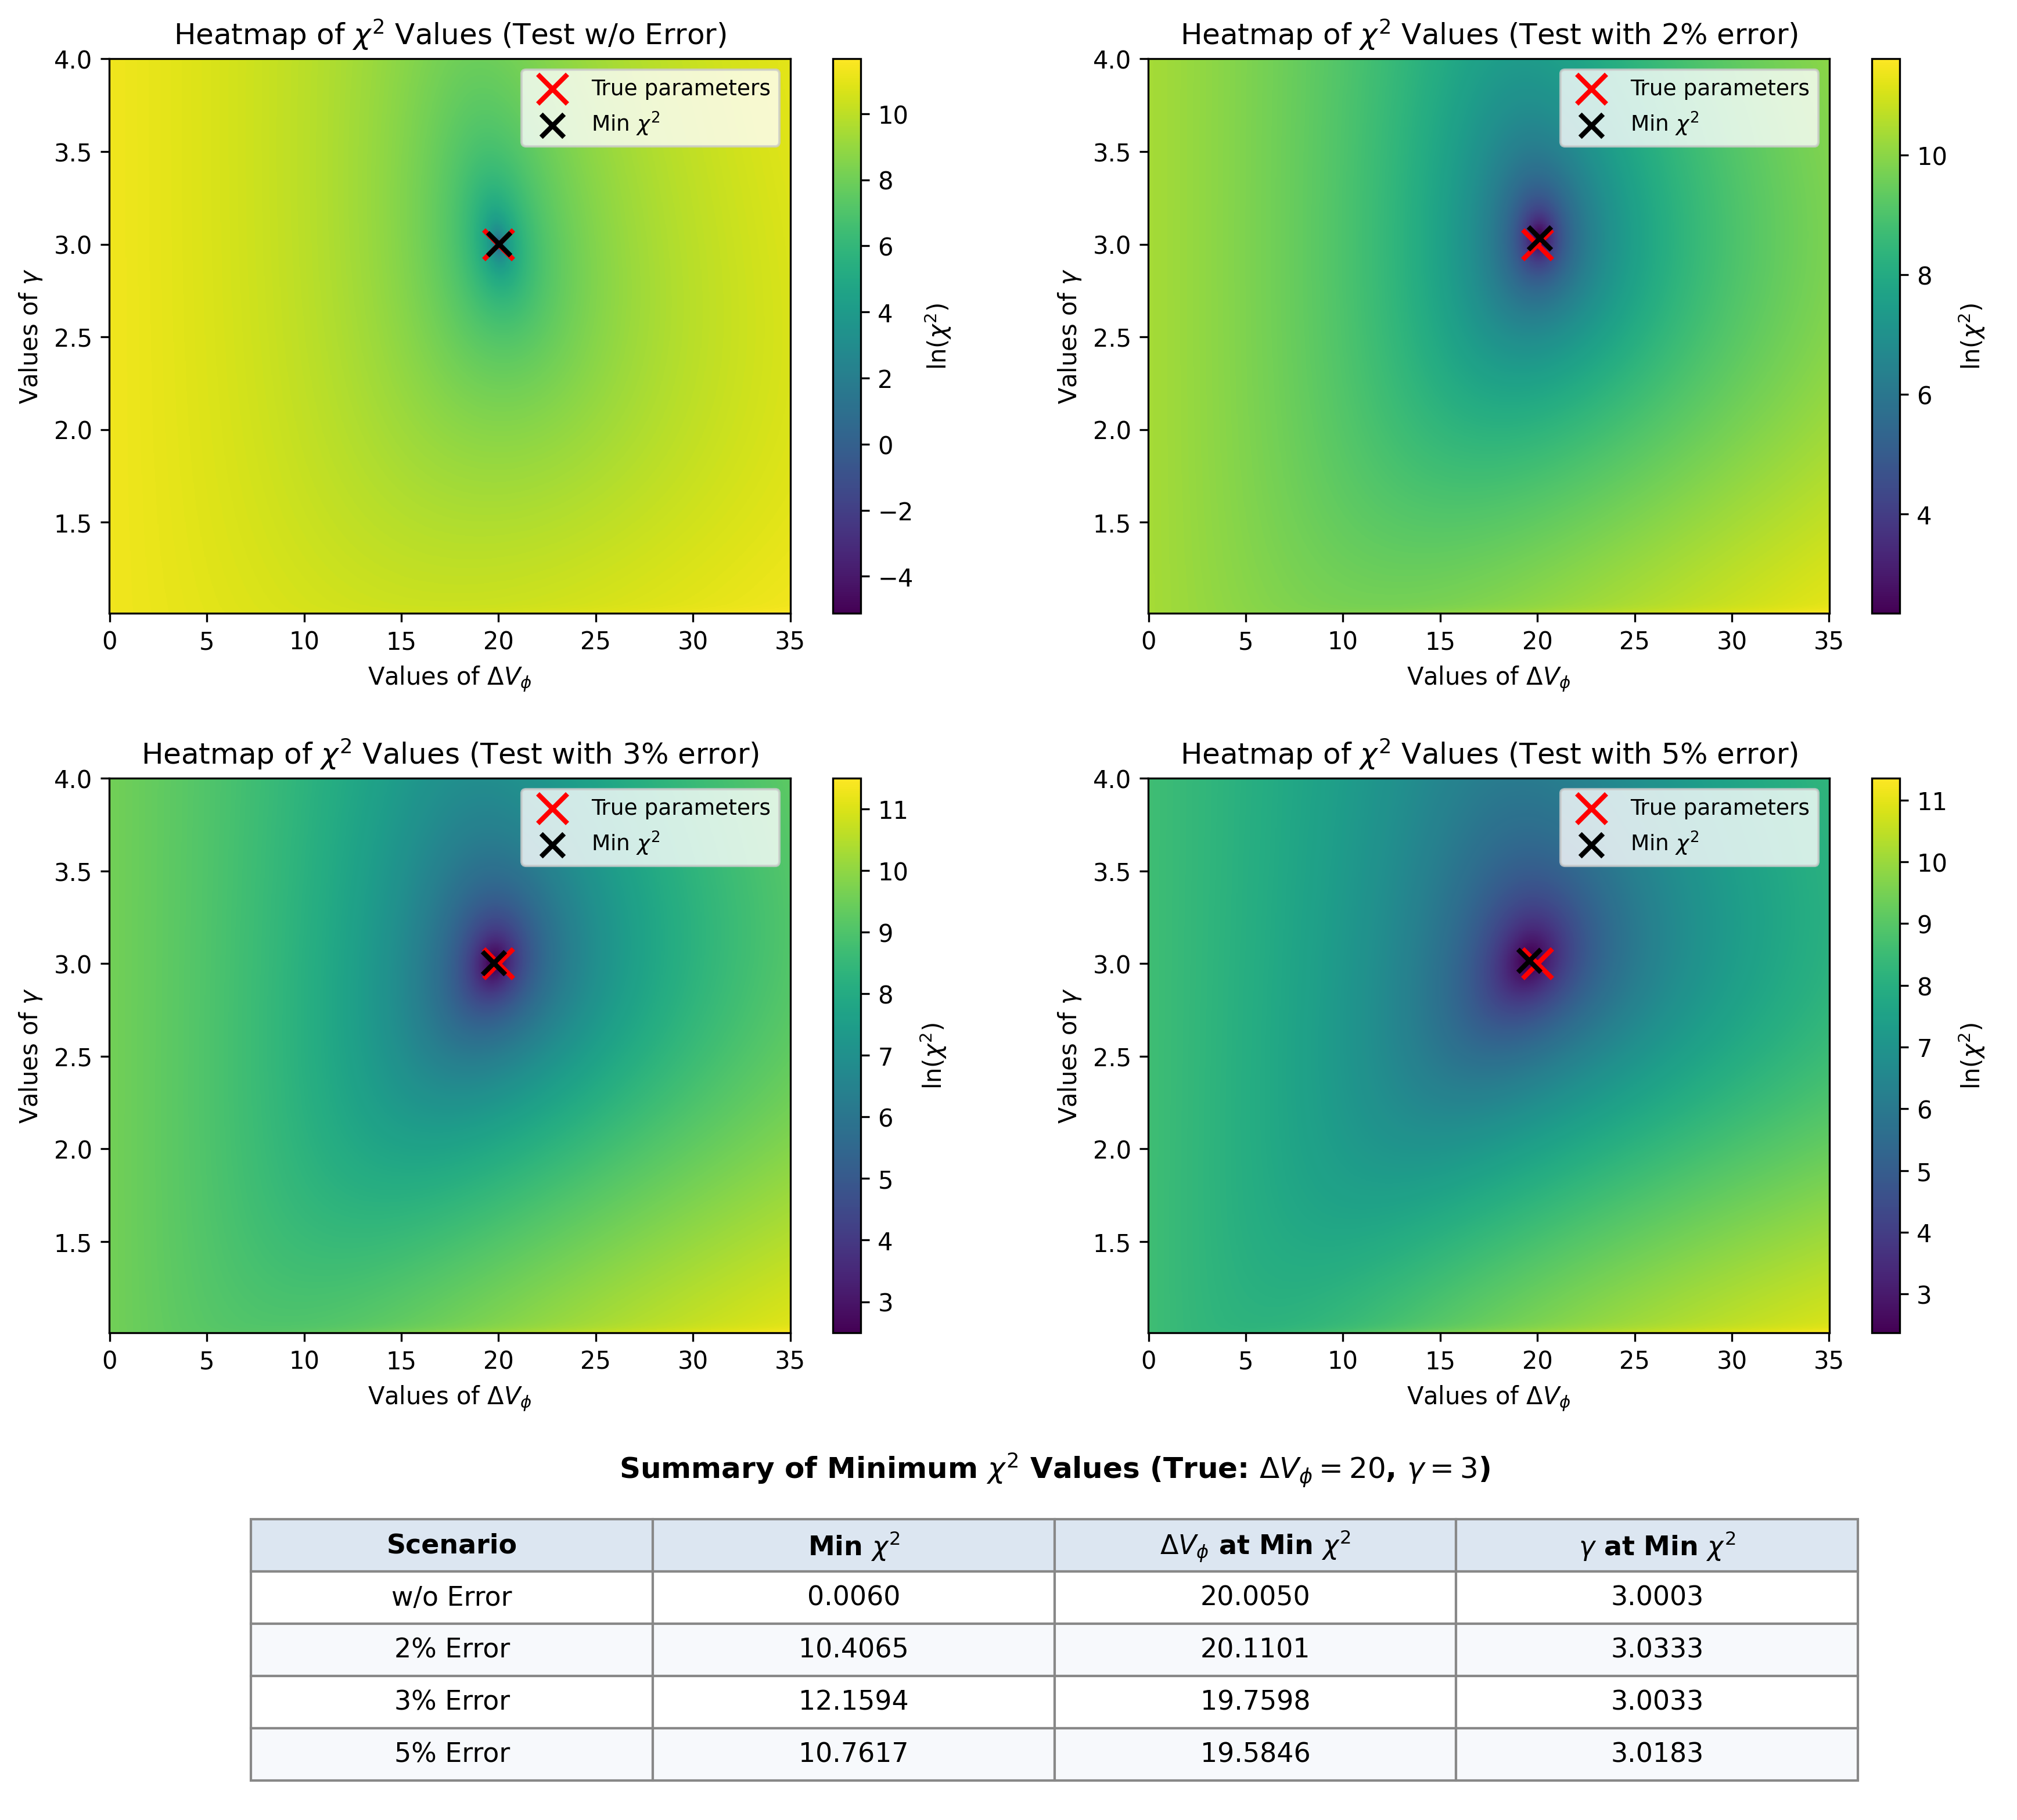 Heatmap of χ² Values (Test w/o Error)
True parameters
Min χ²
4.0
3.5
3.0
2.5
2.0
1.5
Values of γ
0 5 10 15 20 25 30 35
Values of ΔV_ϕ
10
8
6
4
2
0
−2
−4
ln(χ²)
Heatmap of χ² Values (Test with 2% error)
True parameters
Min χ²
4.0
3.5
3.0
2.5
2.0
1.5
Values of γ
0 5 10 15 20 25 30 35
Values of ΔV_ϕ
10
8
6
4
ln(χ²)
Heatmap of χ² Values (Test with 3% error)
True parameters
Min χ²
4.0
3.5
3.0
2.5
2.0
1.5
Values of γ
0 5 10 15 20 25 30 35
Values of ΔV_ϕ
11
10
9
8
7
6
5
4
3
ln(χ²)
Heatmap of χ² Values (Test with 5% error)
True parameters
Min χ²
4.0
3.5
3.0
2.5
2.0
1.5
Values of γ
0 5 10 15 20 25 30 35
Values of ΔV_ϕ
11
10
9
8
7
6
5
4
3
ln(χ²)
Summary of Minimum χ² Values (True: ΔV_ϕ = 20, γ = 3)
Scenario Min χ² ΔV_ϕ at Min χ² γ at Min χ²
w/o Error 0.0060 20.0050 3.0003
2% Error 10.4065 20.1101 3.0333
3% Error 12.1594 19.7598 3.0033
5% Error 10.7617 19.5846 3.0183